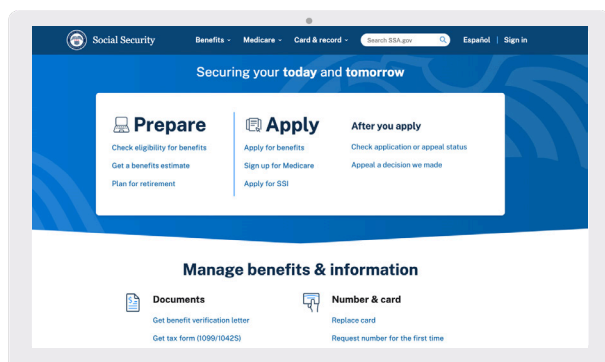 Social Security
Benefits
Medicare
Card & record
Search SSA.gov
Español | Sign in
Securing your today and tomorrow
Prepare
Check eligibility for benefits
Get a benefits estimate
Plan for retirement
Apply
Apply for benefits
Sign up for Medicare
Apply for SSI
After you apply
Check application or appeal status
Appeal a decision we made
Manage benefits & information
Documents
Get benefit verification letter
Get tax form (1099/1042S)
Number & card
Replace card
Request number for the first time